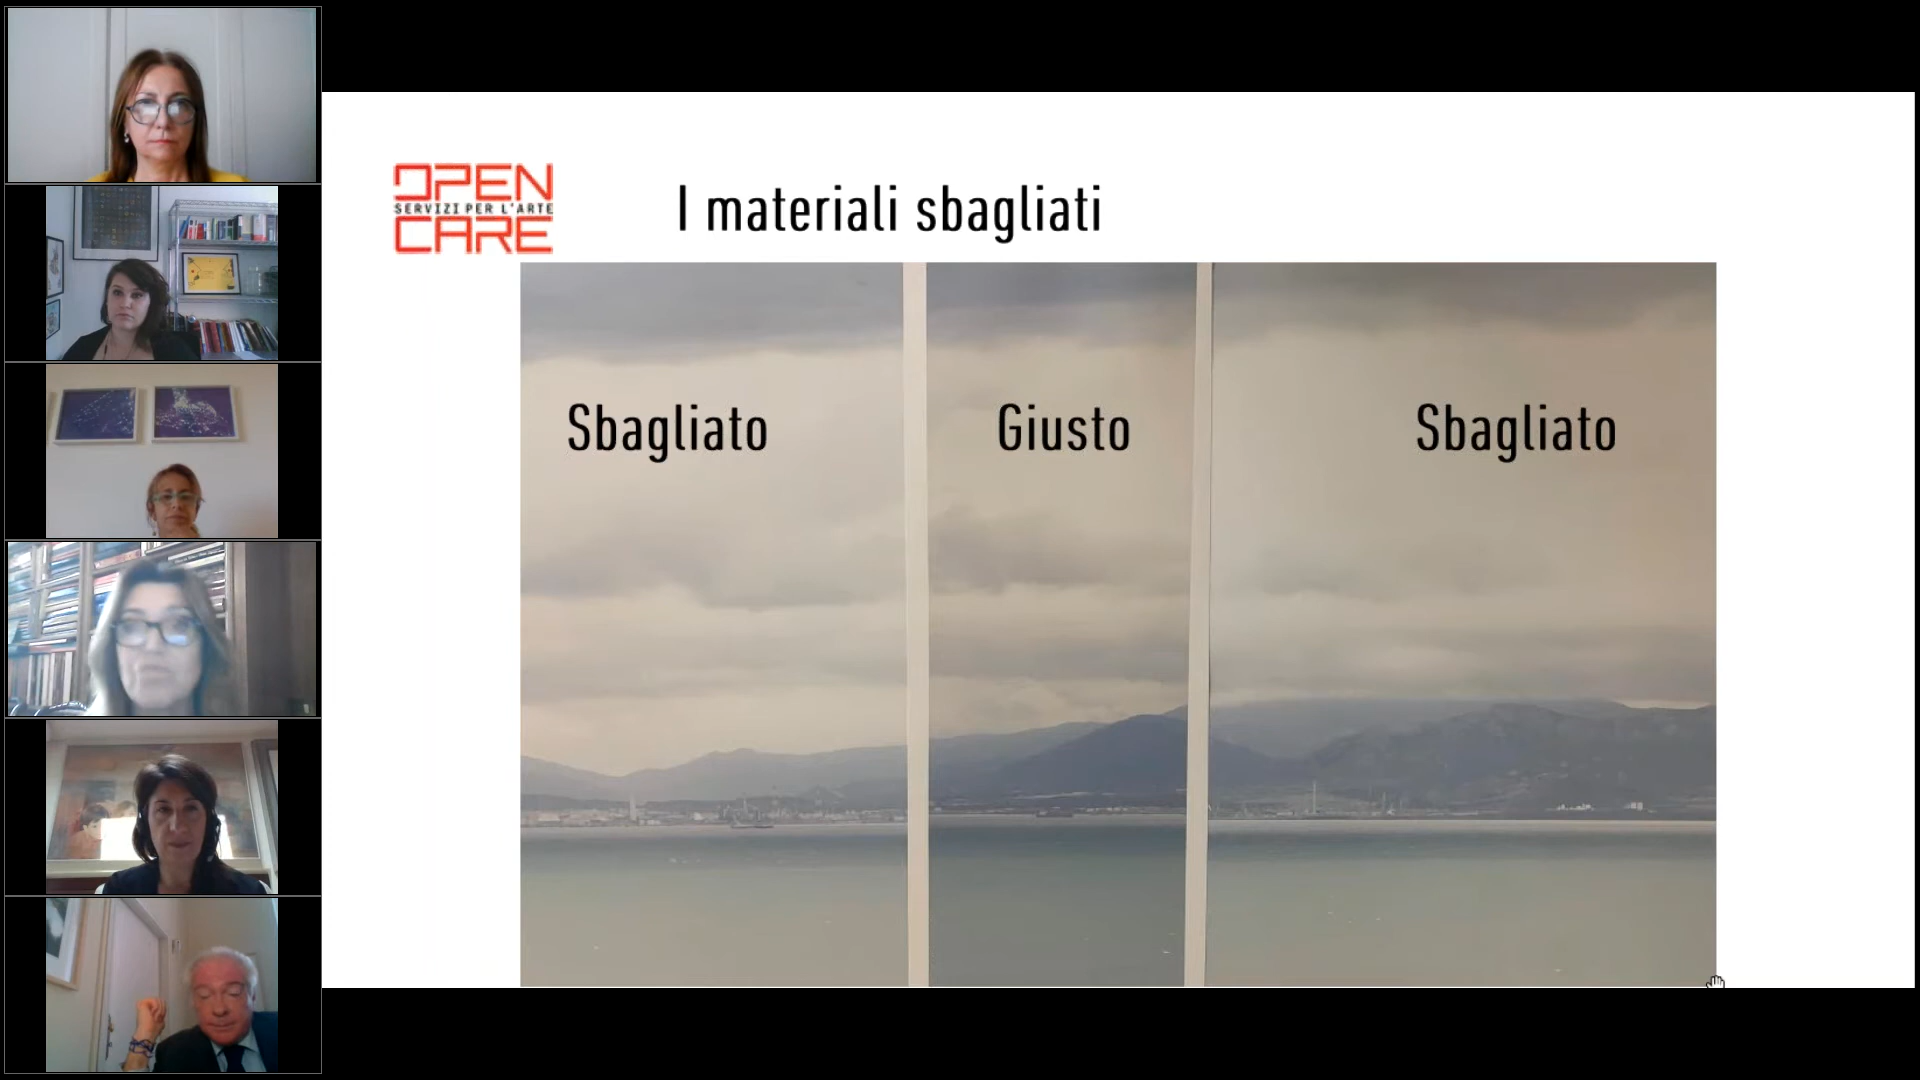 OPEN
SERVIZI PER L'ARTE
CARE
I materiali sbagliati
Sbagliato
Giusto
Sbagliato